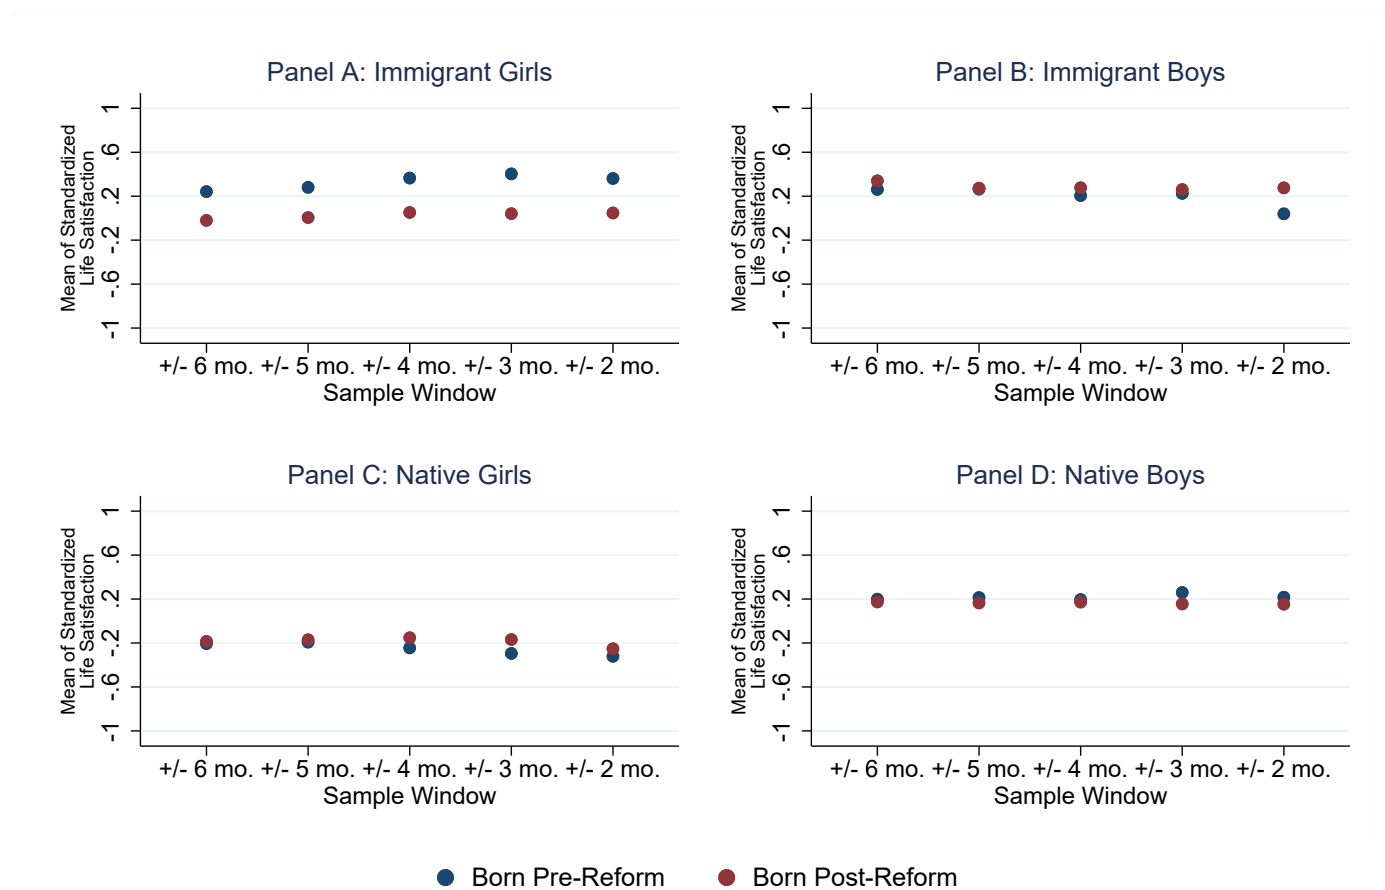 Panel A: Immigrant Girls
Mean of Standardized
Life Satisfaction
1
.6
.2
-.2
-.6
-1
+/- 6 mo. +/- 5 mo. +/- 4 mo. +/- 3 mo. +/- 2 mo.
Sample Window
Panel B: Immigrant Boys
Mean of Standardized
Life Satisfaction
1
.6
.2
-.2
-.6
-1
+/- 6 mo. +/- 5 mo. +/- 4 mo. +/- 3 mo. +/- 2 mo.
Sample Window
Panel C: Native Girls
Mean of Standardized
Life Satisfaction
1
.6
.2
-.2
-.6
-1
+/- 6 mo. +/- 5 mo. +/- 4 mo. +/- 3 mo. +/- 2 mo.
Sample Window
Panel D: Native Boys
Mean of Standardized
Life Satisfaction
1
.6
.2
-.2
-.6
-1
+/- 6 mo. +/- 5 mo. +/- 4 mo. +/- 3 mo. +/- 2 mo.
Sample Window
Born Pre-Reform
Born Post-Reform